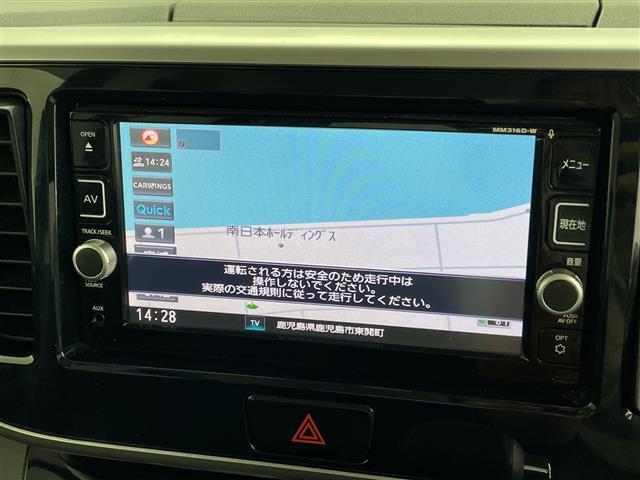 MM316D-W
OPEN
AV
TRACK/SEEK
SOURCE
AUX
14:24
CARWINGS
Quick
1
南日本ホールディングス
運転される方は安全のため走行中は
操作しないでください。
実際の交通規則に従って走行してください。
14:28
TV
鹿児島県鹿児島市東開町
メニュー
現在地
音量
PUSH
AV OFF
OPT